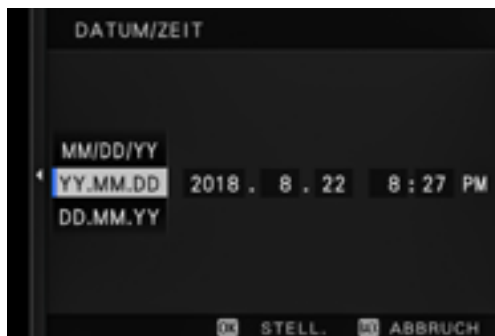 DATUM/ZEIT
MM/DD/YY
YY.MM.DD 2018 . 8 . 22 8 : 27 PM
DD.MM.YY
OK STELL. ABBRUCH